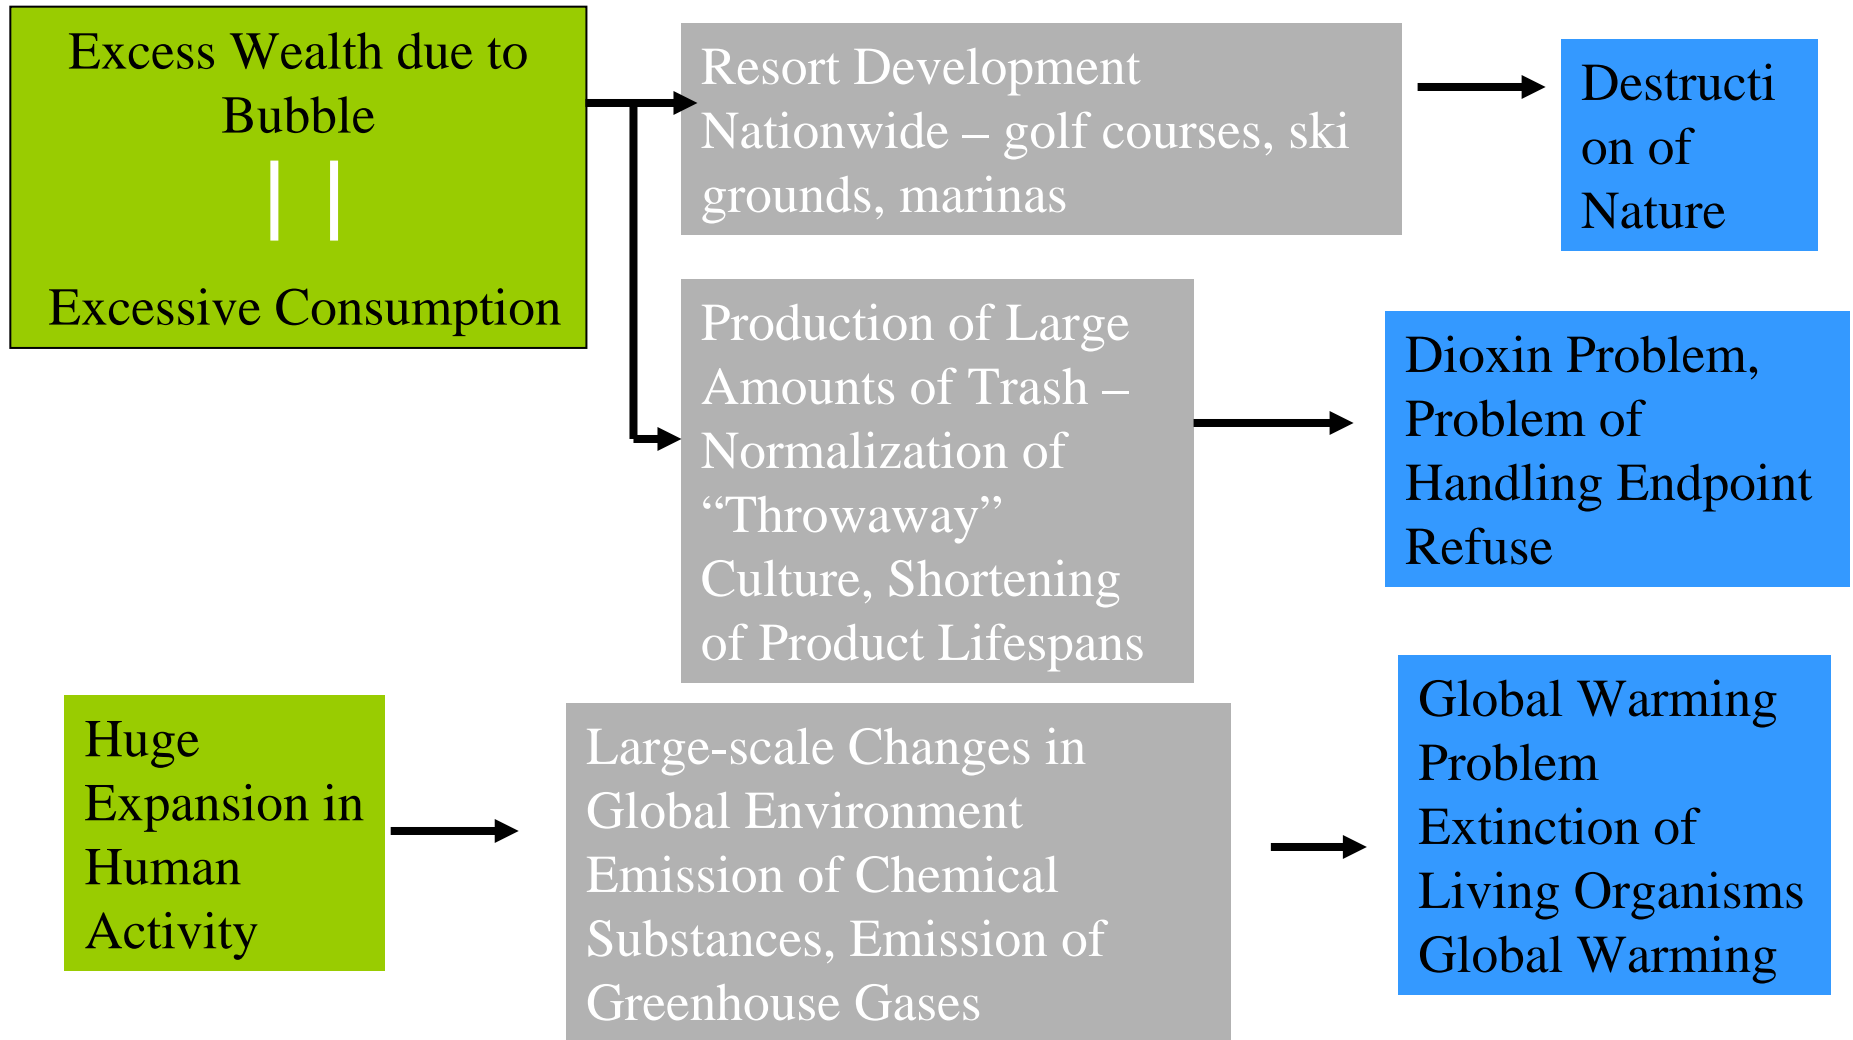 Excess Wealth due to
Bubble
Excessive Consumption
Resort Development
Nationwide – golf courses, ski
grounds, marinas
Destructi
on of
Nature
Production of Large
Amounts of Trash –
Normalization of
“Throwaway”
Culture, Shortening
of Product Lifespans
Dioxin Problem,
Problem of
Handling Endpoint
Refuse
Huge
Expansion in
Human
Activity
Large-scale Changes in
Global Environment
Emission of Chemical
Substances, Emission of
Greenhouse Gases
Global Warming
Problem
Extinction of
Living Organisms
Global Warming